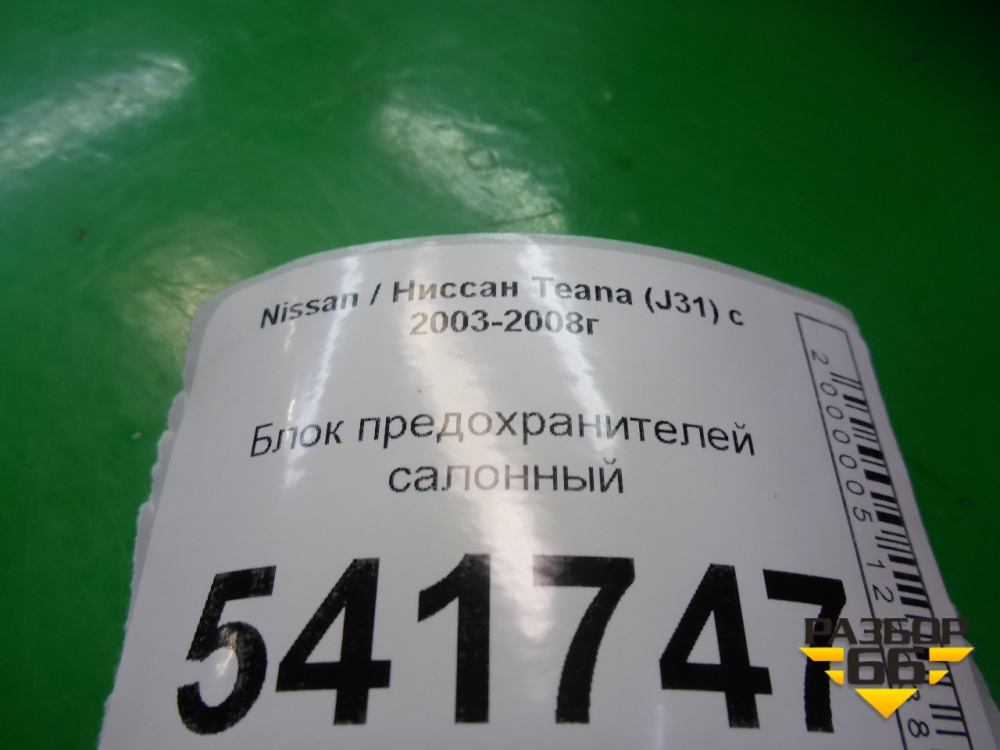 Nissan / Ниссан Teana (J31) с
2003-2008г
Блок предохранителей
салонный
541747
РАЗБОР
66